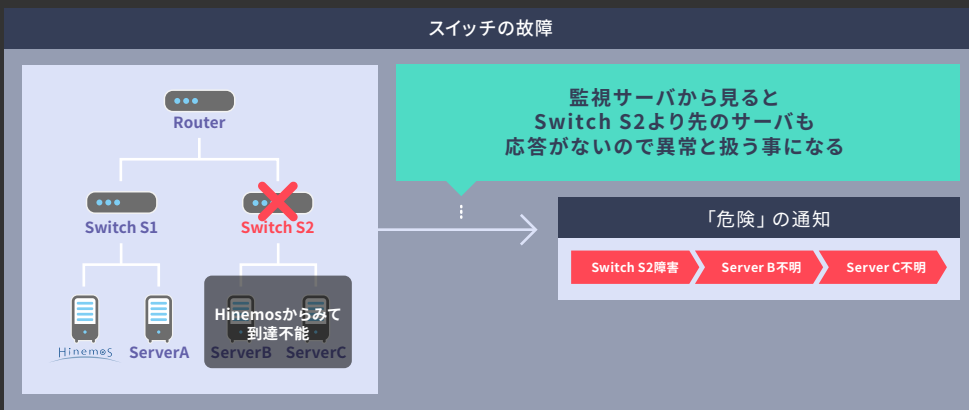 スイッチの故障
Router
Switch S1
Switch S2
Hinemosからみて
到達不能
Hinemos
ServerA
ServerB
ServerC
監視サーバから見ると
Switch S2より先のサーバも
応答がないので異常と扱う事になる
「危険」の通知
Switch S2障害
Server B不明
Server C不明